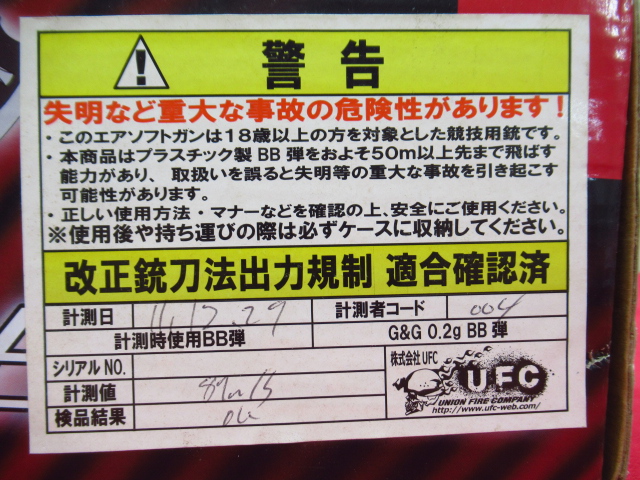 警告
失明など重大な事故の危険性があります!
・このエアソフトガンは18歳以上の方を対象とした競技用銃です。
・本商品はプラスチック製BB弾をおよそ50m以上先まで飛ばす
能力があり、取扱いを誤ると失明等の重大な事故を引き起こす
可能性があります。
・正しい使用方法・マナーなどを確認の上、安全にご使用ください。
※使用後や持ち運びの際は必ずケースに収納してください。
改正銃刀法出力規制 適合確認済
計測日 11.12.29 計測者コード 004
計測時使用BB弾 G&G 0.2g BB弾
シリアルNO.
計測値
検品結果 OK
株式会社 UFC
UFC
UNION FIRE COMPANY
http://www.ufc-web.com/